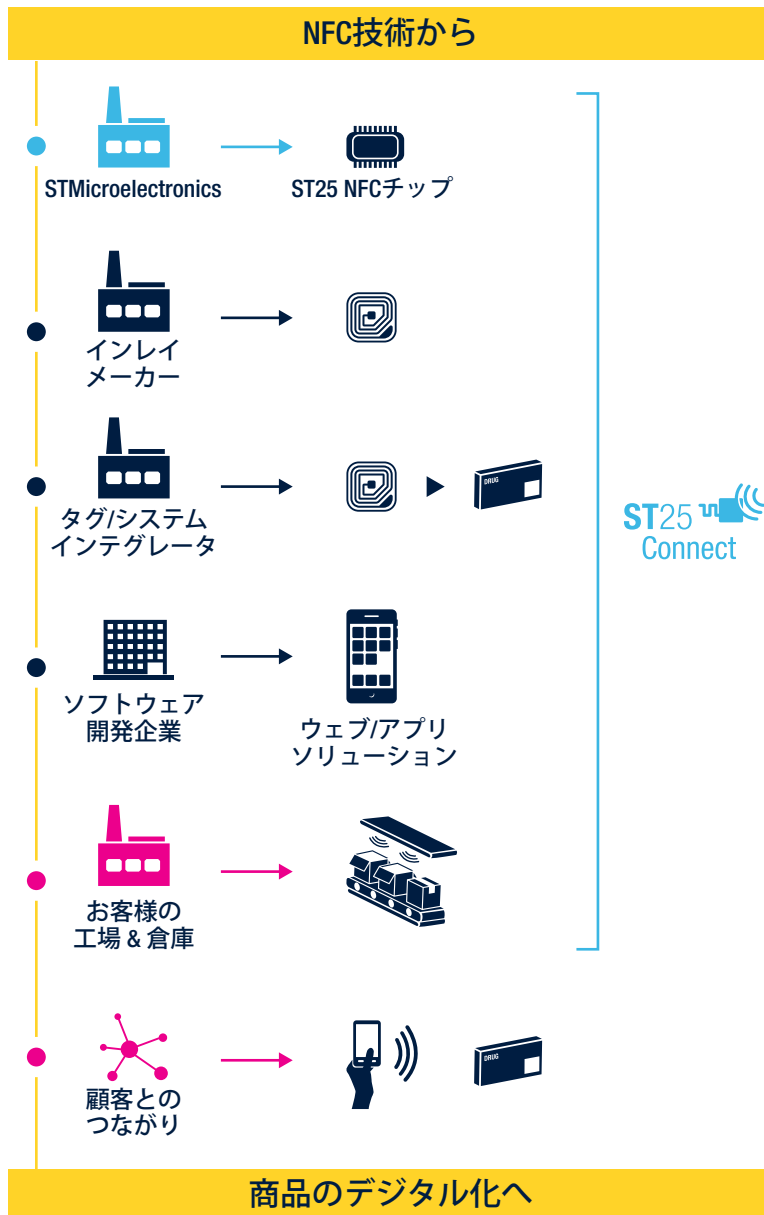 NFC技術から
STMicroelectronics
ST25 NFCチップ
インレイ
メーカー
タグ/システム
インテグレータ
DRUG
ST25
Connect
ソフトウェア
開発企業
ウェブ/アプリ
ソリューション
お客様の
工場 & 倉庫
顧客との
つながり
DRUG
商品のデジタル化へ